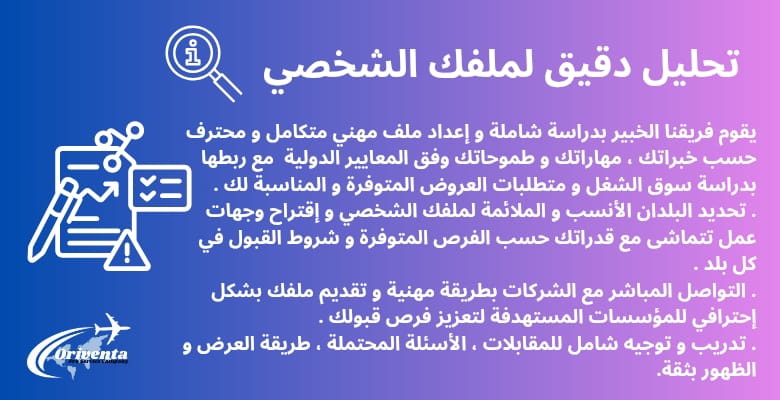 تحليل دقيق لملفك الشخصي
يقوم فريقنا الخبير بدراسة شاملة و إعداد ملف مهني متكامل و محترف
حسب خبراتك ، مهاراتك و طموحاتك وفق المعايير الدولية مع ربطها
بدراسة سوق الشغل و متطلبات العروض المتوفرة و المناسبة لك .
. تحديد البلدان الأنسب و الملائمة لملفك الشخصي و إقتراح وجهات
عمل تتماشى مع قدراتك حسب الفرص المتوفرة و شروط القبول في
كل بلد .
. التواصل المباشر مع الشركات بطريقة مهنية و تقديم ملفك بشكل
إحترافي للمؤسسات المستهدفة لتعزيز فرص قبولك .
. تدريب و توجيه شامل للمقابلات ، الأسئلة المحتملة ، طريقة العرض و
الظهور بثقة.
Oriventa